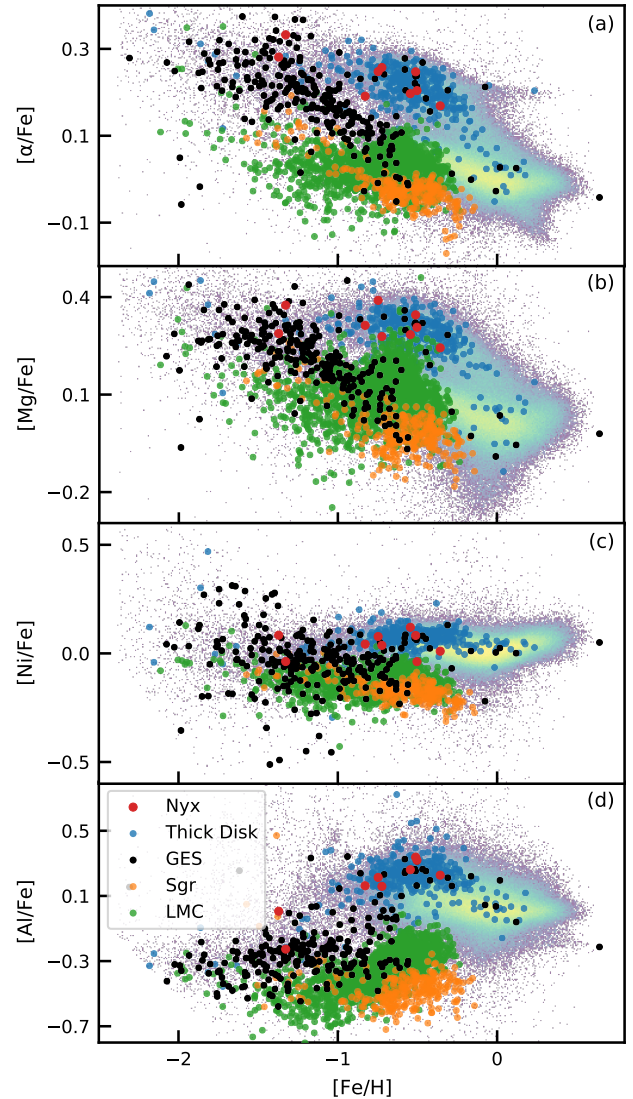 (a)
0.3
0.1
−0.1
[α/Fe]
(b)
0.4
0.1
−0.2
[Mg/Fe]
(c)
0.5
0.0
−0.5
[Ni/Fe]
(d)
0.5
0.1
−0.3
−0.7
[Al/Fe]
Nyx
Thick Disk
GES
Sgr
LMC
−2
−1
0
[Fe/H]